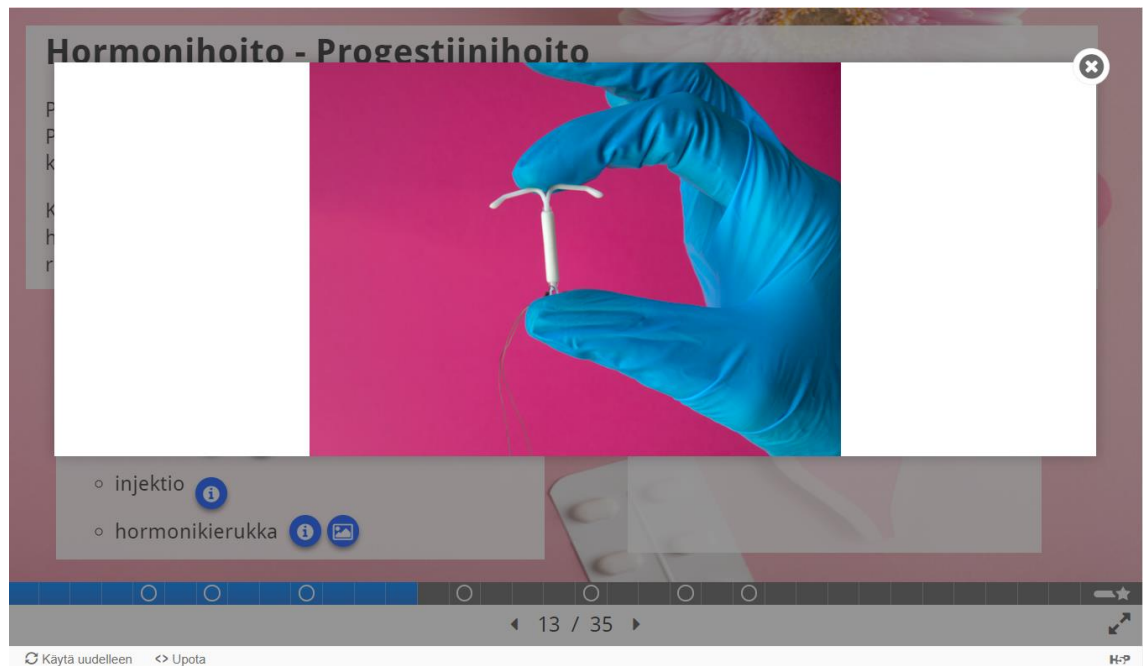 Hormonihoito - Progestiinihoito
P
P
k
K
h
r
injektio
hormonikierukka
13 / 35
Käytä uudelleen
<> Upota
H-P